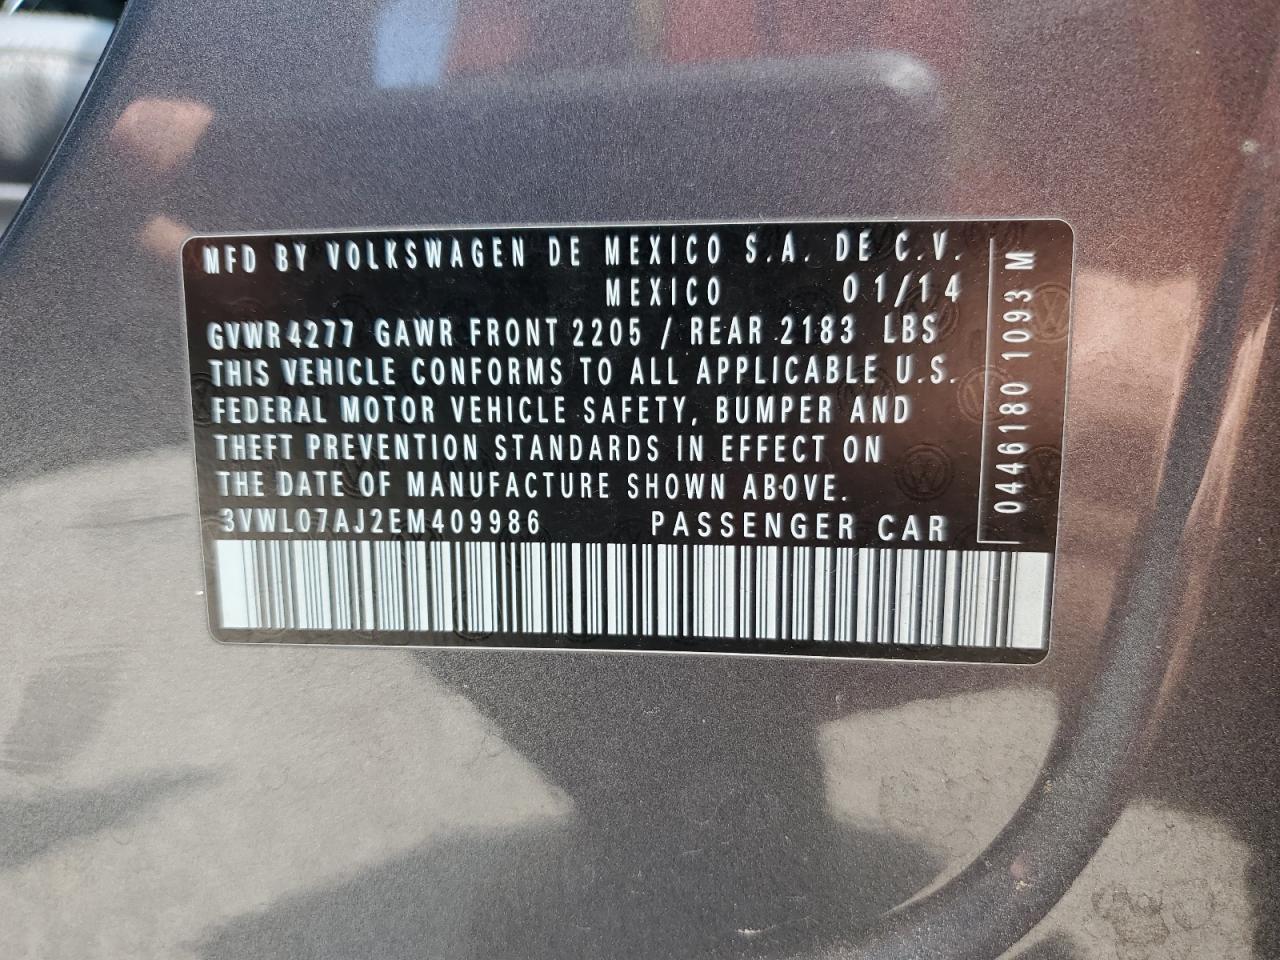 MFD BY VOLKSWAGEN DE MEXICO S.A. DE C.V.
MEXICO 01/14
GVWR 4277 GAWR FRONT 2205 / REAR 2183 LBS
THIS VEHICLE CONFORMS TO ALL APPLICABLE U.S.
FEDERAL MOTOR VEHICLE SAFETY, BUMPER AND
THEFT PREVENTION STANDARDS IN EFFECT ON
THE DATE OF MANUFACTURE SHOWN ABOVE.
3VWL07AJ2EM409986 PASSENGER CAR
0446180 1093 M